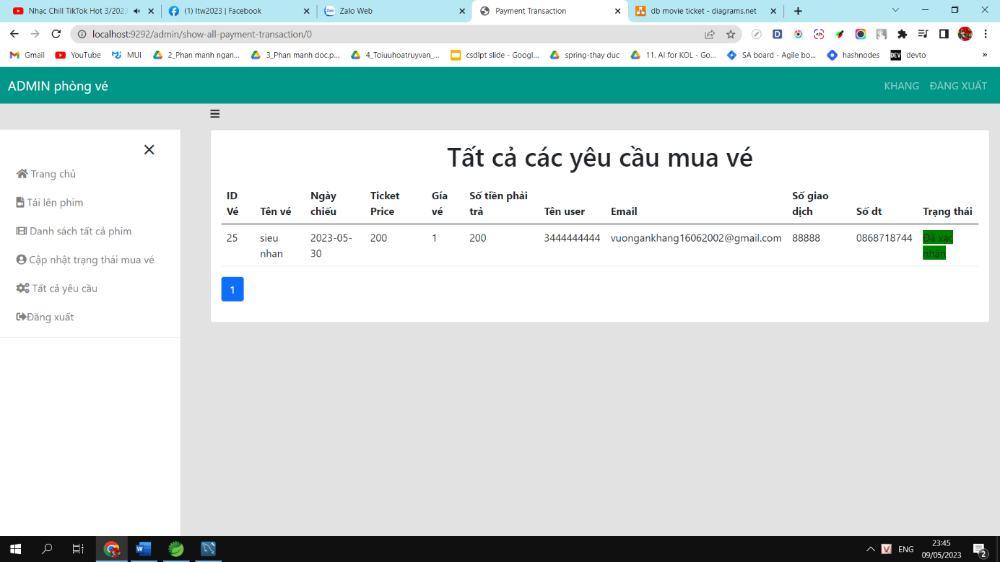 Nhạc Chill TikTok Hot 3/2023
(1) ltw2023 | Facebook
Zalo Web
Payment Transaction
db movie ticket - diagrams.net
localhost:9292/admin/show-all-payment-transaction/0
Gmail
YouTube
MUI
2_Phan manh ngan...
3_Phan manh doc.p...
4_Toiuuhoatruyvan_...
csdlpt slide - Googl...
spring-thay duc
11. AI for KOL - Go...
SA board - Agile bo...
hashnodes
DEV devto
»
ADMIN phòng vé
KHANG ĐĂNG XUẤT
Trang chủ
Tải lên phim
Danh sách tất cả phim
Cập nhật trạng thái mua vé
Tất cả yêu cầu
Đăng xuất
Tất cả các yêu cầu mua vé
ID Vé
Tên vé
Ngày chiếu
Ticket Price
Gía vé
Số tiền phải trả
Tên user
Email
Số giao dịch
Số dt
Trạng thái
25
sieu nhan
2023-05-30
200
1
200
3444444444
vuongankhang16062002@gmail.com
88888
0868718744
Đã xác nhận
1
ENG
23:45
09/05/2023
2